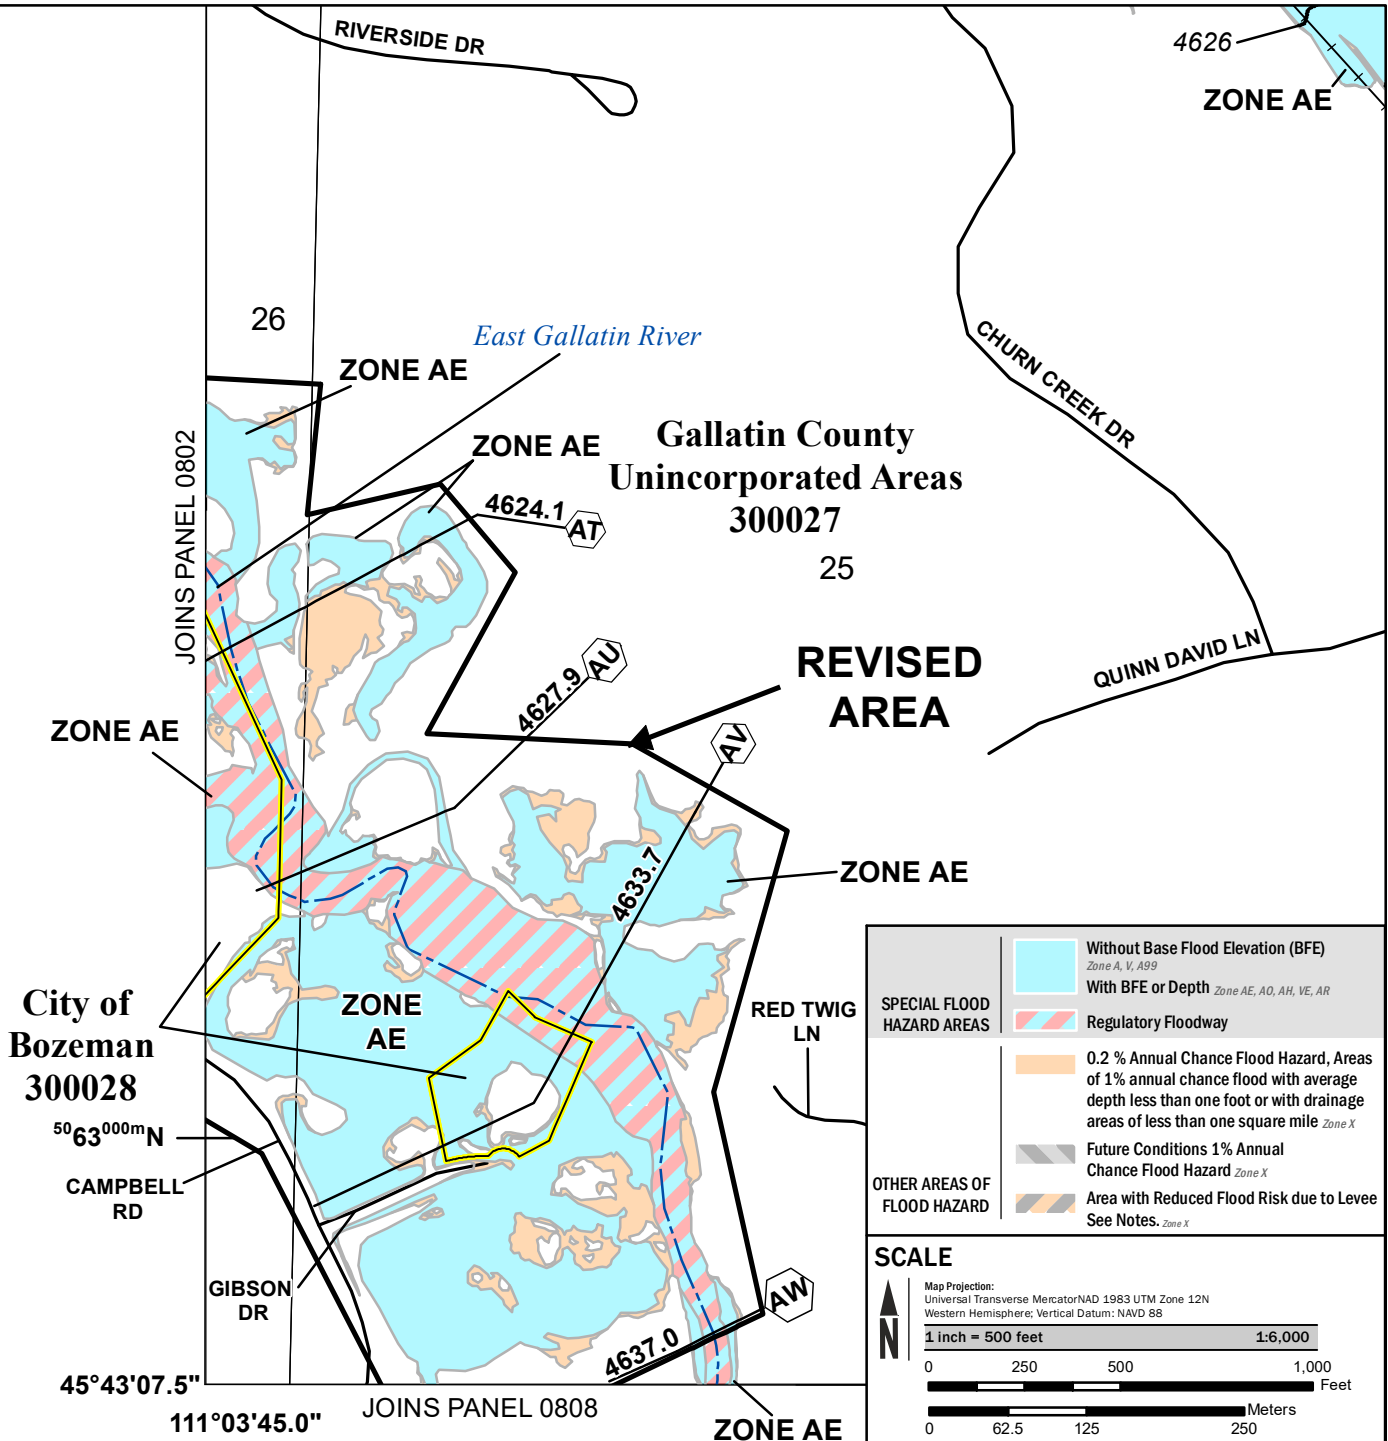 RIVERSIDE DR
4626
ZONE AE
26
East Gallatin River
ZONE AE
CHURN CREEK DR
JOINS PANEL 0802
ZONE AE
Gallatin County
Unincorporated Areas
300027
4624.1
AT
25
QUINN DAVID LN
REVISED
AREA
AU
4627.9
ZONE AE
AV
4633.7
ZONE AE
City of
Bozeman
300028
ZONE
AE
RED TWIG
LN
5063000mN
CAMPBELL
RD
GIBSON
DR
AW
4637.0
45°43'07.5"
111°03'45.0"
JOINS PANEL 0808
ZONE AE
SPECIAL FLOOD
HAZARD AREAS
Without Base Flood Elevation (BFE)
Zone A, V, A99
With BFE or Depth Zone AE, AO, AH, VE, AR
Regulatory Floodway
OTHER AREAS OF
FLOOD HAZARD
0.2 % Annual Chance Flood Hazard, Areas
of 1% annual chance flood with average
depth less than one foot or with drainage
areas of less than one square mile Zone X
Future Conditions 1% Annual
Chance Flood Hazard Zone X
Area with Reduced Flood Risk due to Levee
See Notes. Zone X
SCALE
N
Map Projection:
Universal Transverse MercatorNAD 1983 UTM Zone 12N
Western Hemisphere; Vertical Datum: NAVD 88
1 inch = 500 feet 1:6,000
0 250 500 1,000
Feet
Meters
0 62.5 125 250